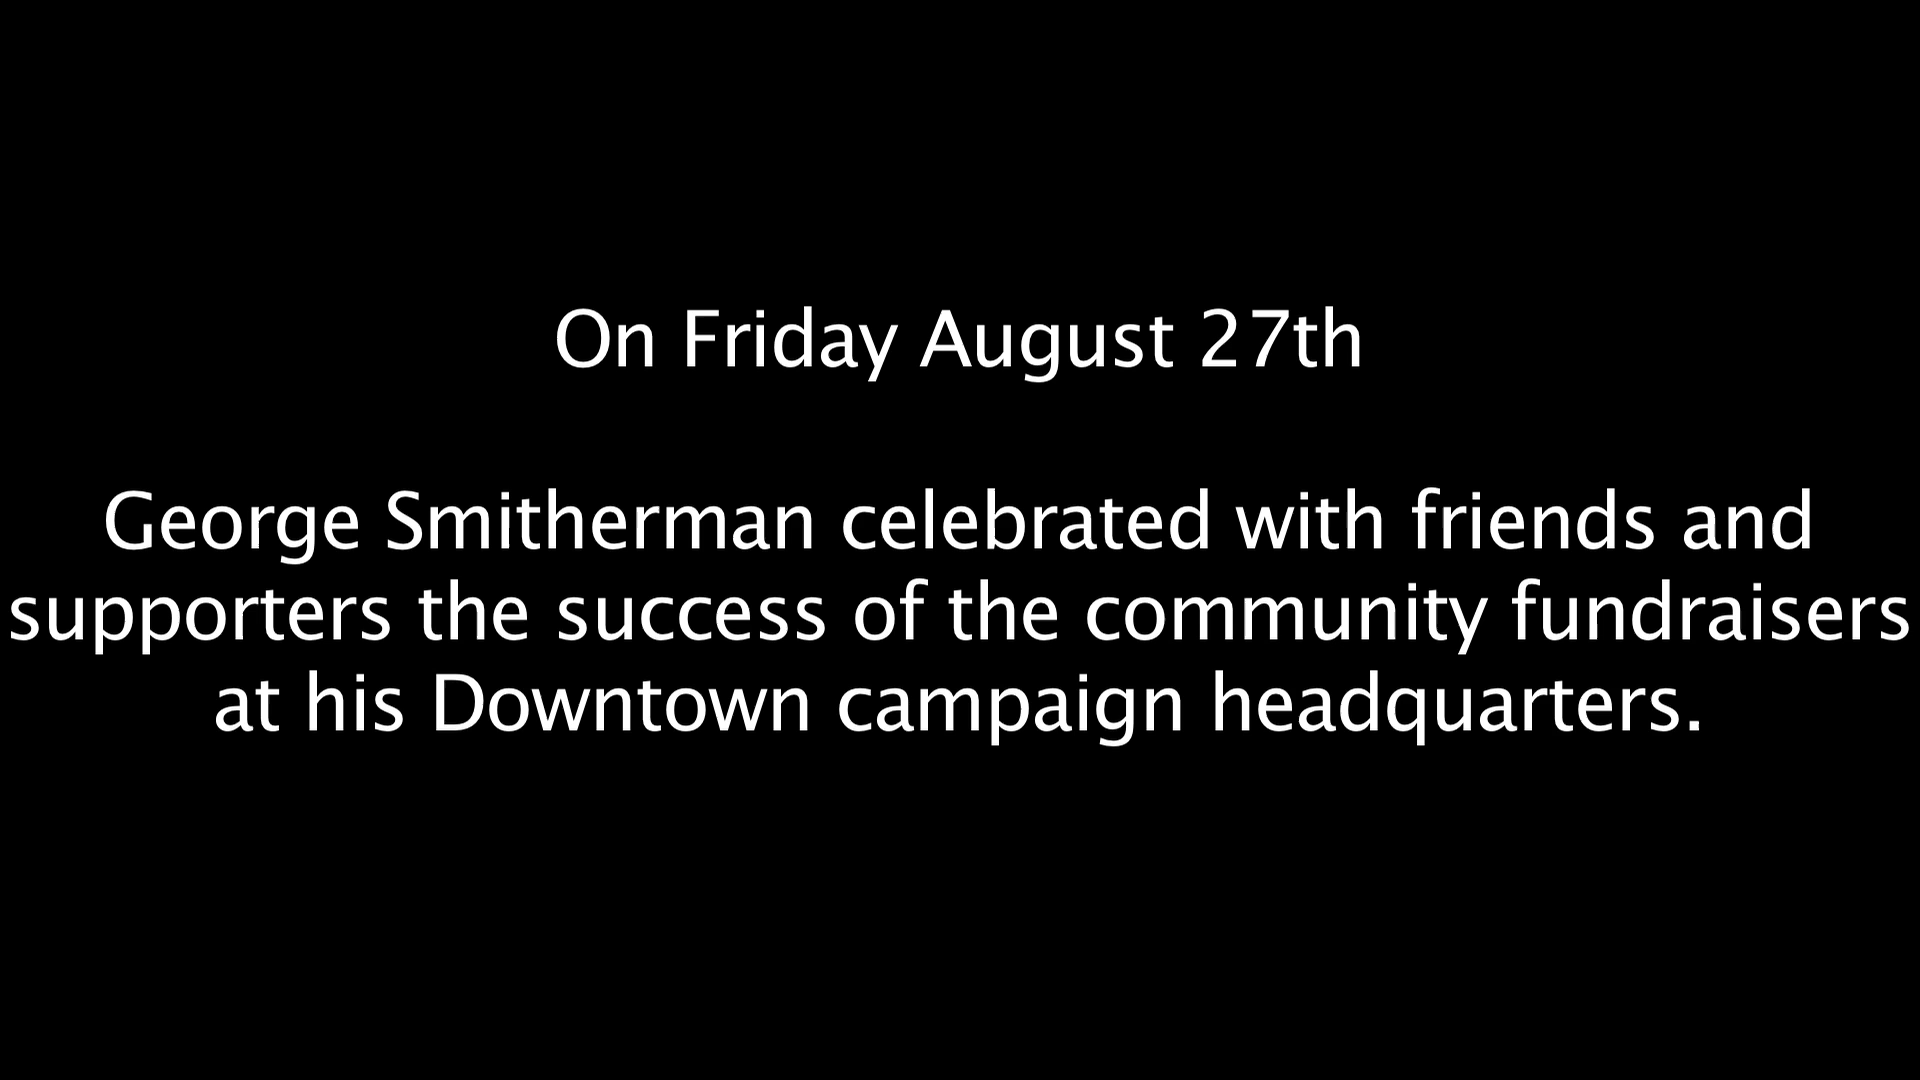 On Friday August 27th
George Smitherman celebrated with friends and
supporters the success of the community fundraisers
at his Downtown campaign headquarters.